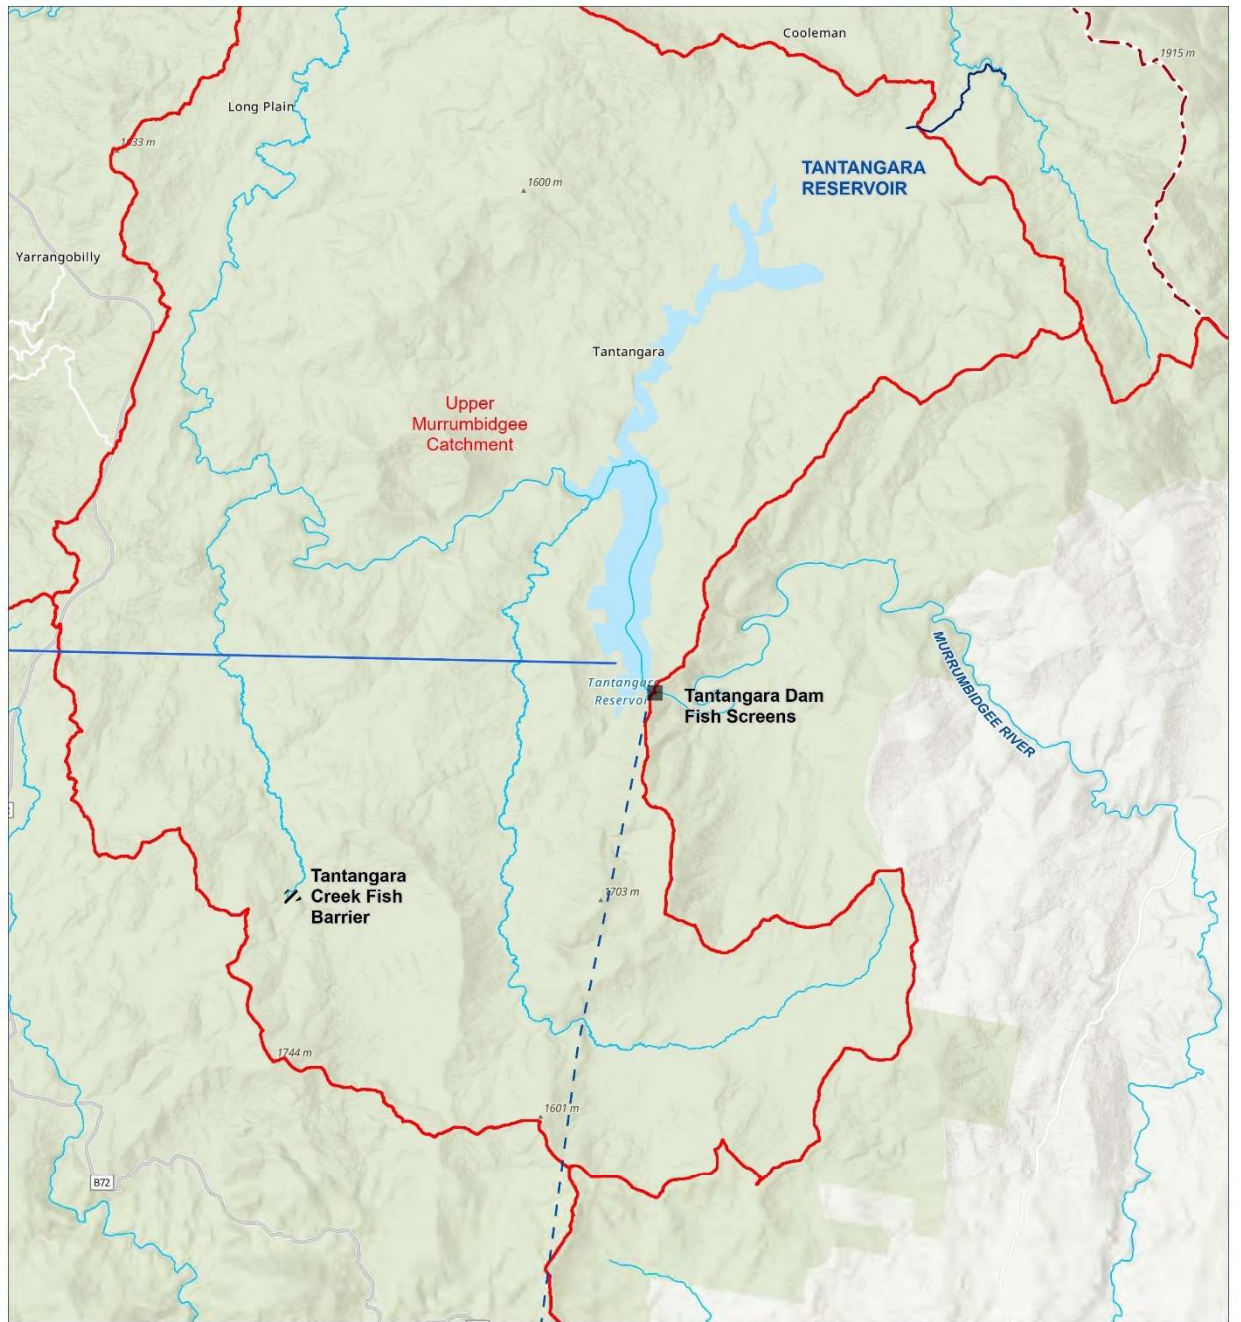 Cooleman
1915 m
Long Plain
1633 m
TANTANGARA
RESERVOIR
1600 m
Yarrangobilly
Tantangara
Upper
Murrumbidgee
Catchment
MURRUMBIDGEE RIVER
Tantangara
Reservoir
Tantangara Dam
Fish Screens
Tantangara
Creek Fish
Barrier
1703 m
1744 m
1601 m
B72